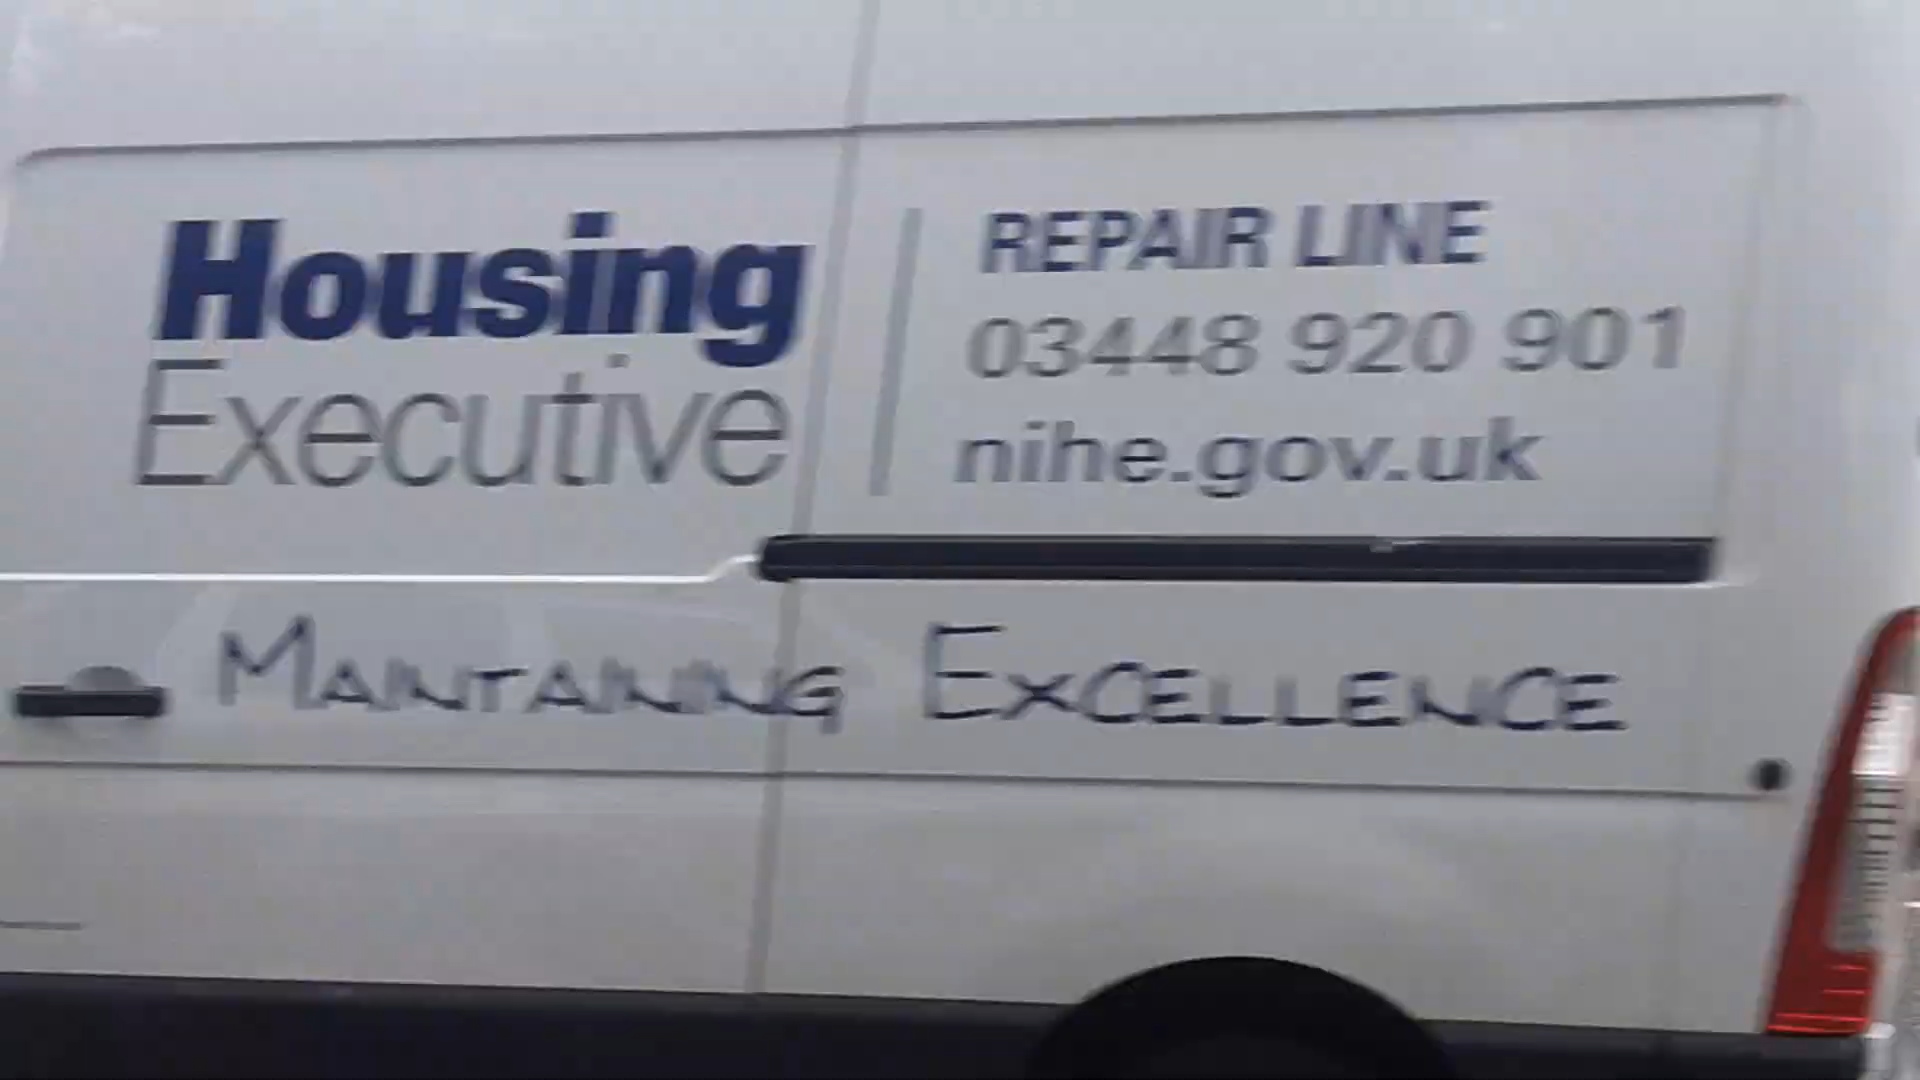 Housing
Executive
REPAIR LINE
03448 920 901
nihe.gov.uk
MAINTAINING EXCELLENCE